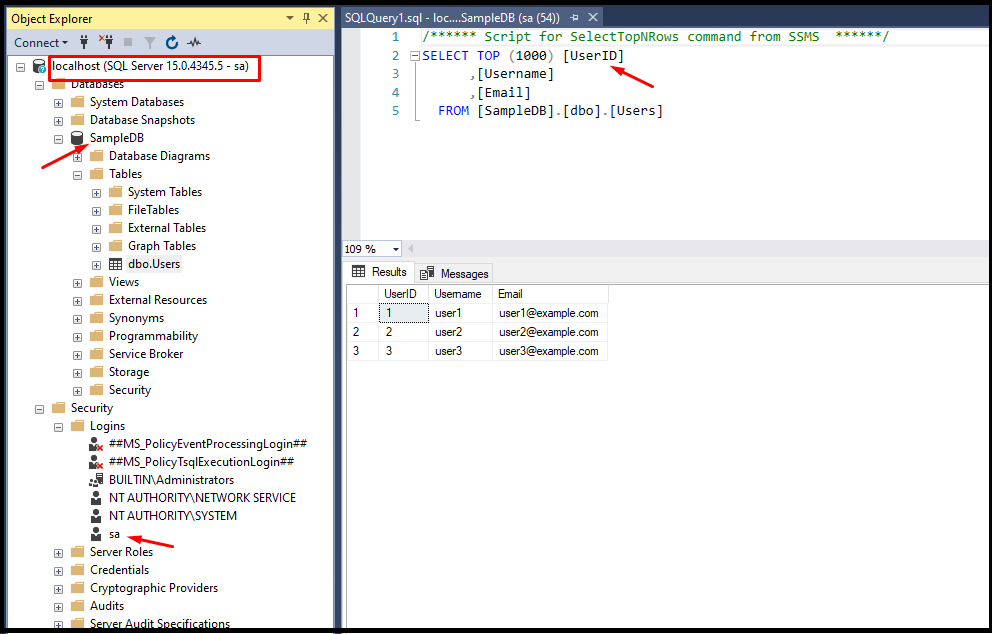 Object Explorer
Connect
localhost (SQL Server 15.0.4345.5 - sa)
Databases
System Databases
Database Snapshots
SampleDB
Database Diagrams
Tables
System Tables
FileTables
External Tables
Graph Tables
dbo.Users
Views
External Resources
Synonyms
Programmability
Service Broker
Storage
Security
Security
Logins
##MS_PolicyEventProcessingLogin##
##MS_PolicyTsqlExecutionLogin##
BUILTIN\Administrators
NT AUTHORITY\NETWORK SERVICE
NT AUTHORITY\SYSTEM
sa
Server Roles
Credentials
Cryptographic Providers
Audits
Server Audit Specifications
SQLQuery1.sql - loc....SampleDB (sa (54))
1 /****** Script for SelectTopNRows command from SSMS ******/
2 SELECT TOP (1000) [UserID]
3 ,[Username]
4 ,[Email]
5 FROM [SampleDB].[dbo].[Users]
109 %
Results Messages
UserID Username Email
1 1 user1 user1@example.com
2 2 user2 user2@example.com
3 3 user3 user3@example.com